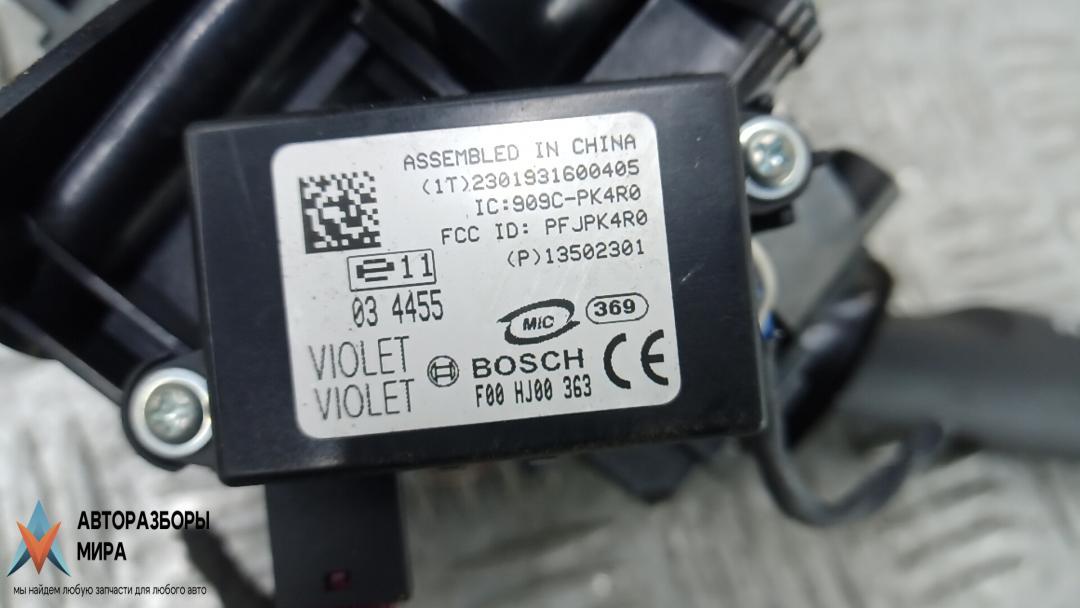 ASSEMBLED IN CHINA
(1T)2301931600405
IC:909C-PK4R0
FCC ID: PFJPK4R0
(P)13502301
11
03 4455
MIC
369
VIOLET
VIOLET
BOSCH
CE
F00 HJ00 363
АВТОРАЗБОРЫ
МИРА
мы найдем любую запчасти для любого авто